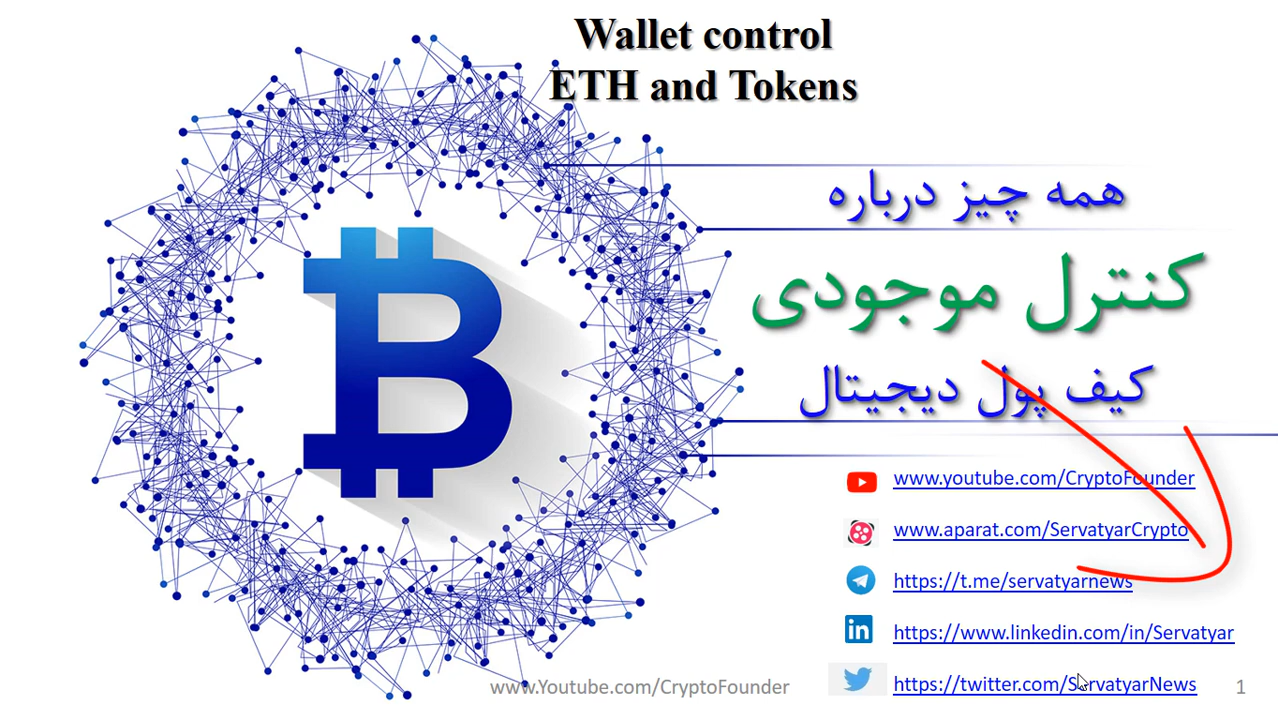 Wallet control
ETH and Tokens
همه چیز درباره
کنترل موجودی
کیف پول دیجیتال
www.youtube.com/CryptoFounder
www.aparat.com/ServatyarCrypto
https://t.me/servatyarnews
https://www.linkedin.com/in/Servatyar
https://twitter.com/ServatyarNews
www.Youtube.com/CryptoFounder
1